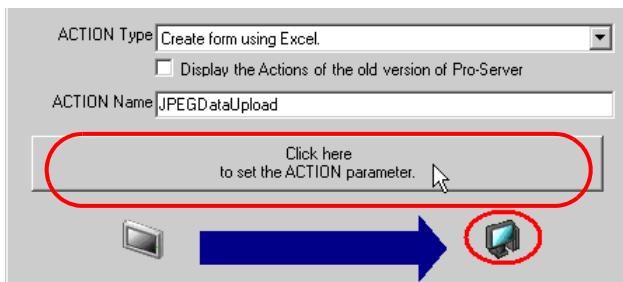 ACTION Type Create form using Excel.
Display the Actions of the old version of Pro-Server
ACTION Name JPEGDataUpload
Click here
to set the ACTION parameter.